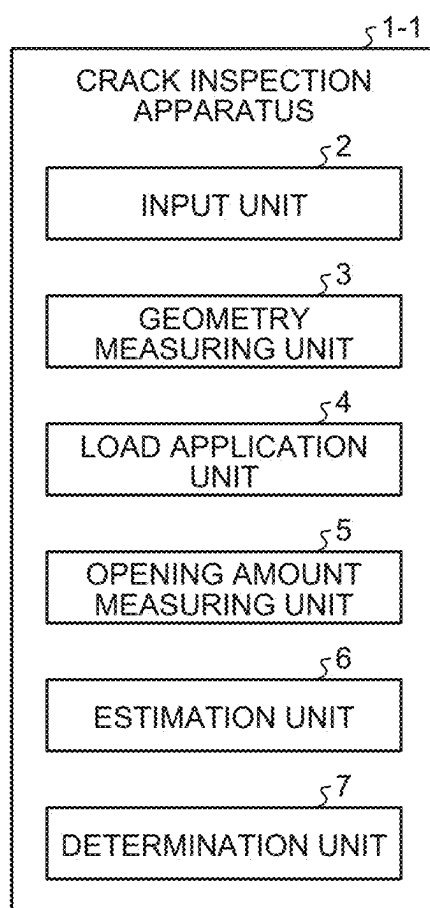 1-1
CRACK INSPECTION
APPARATUS
2
INPUT UNIT
3
GEOMETRY
MEASURING UNIT
4
LOAD APPLICATION
UNIT
5
OPENING AMOUNT
MEASURING UNIT
6
ESTIMATION UNIT
7
DETERMINATION UNIT